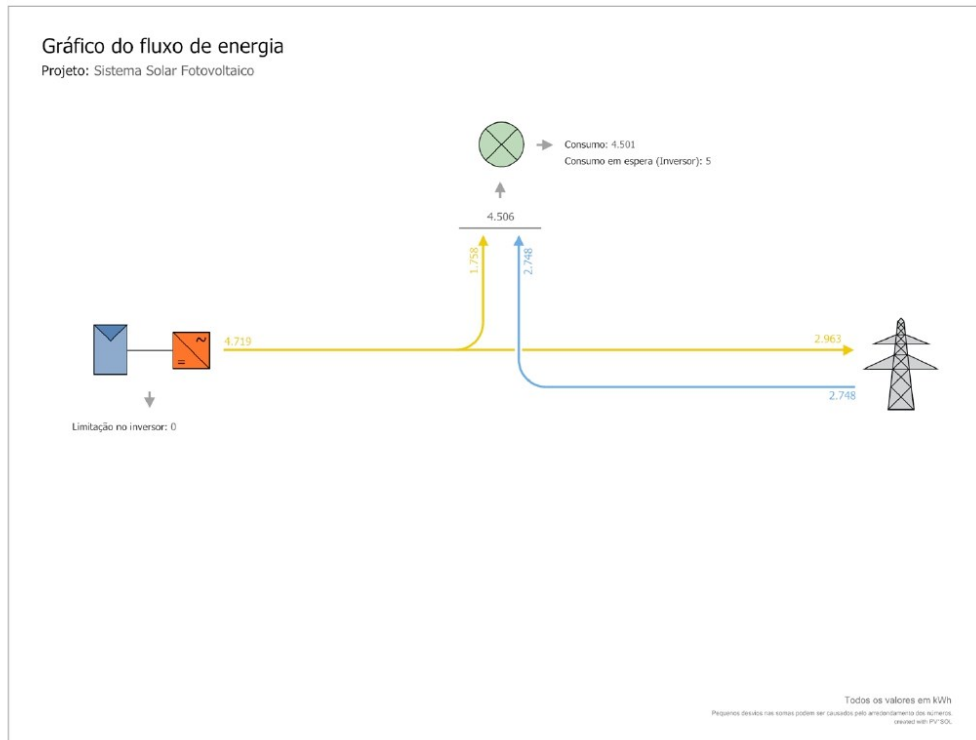 Gráfico do fluxo de energia
Projeto: Sistema Solar Fotovoltaico
Consumo: 4.501
Consumo em espera (Inversor): 5
4.506
1.758
2.748
4.719
2.963
2.748
Limitação no inversor: 0
Todos os valores em kWh
Pequenos desvios nas somas podem ser causados pelo arredondamento dos números
created with PV*SOL